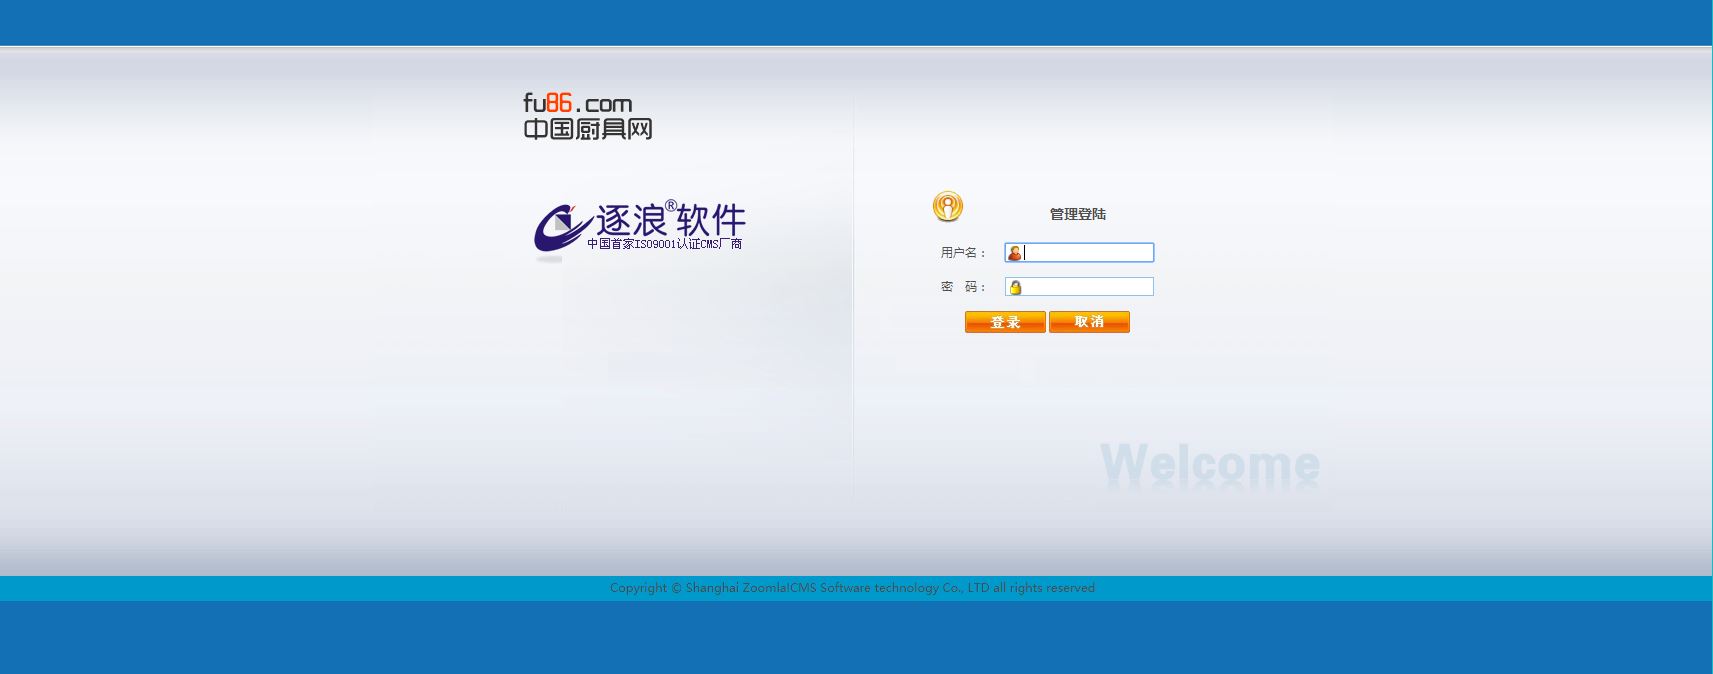 fu86.com
中国厨具网
逐浪®软件
中国首家ISO9001认证CMS厂商
管理登陆
用户名：
密 码：
登录 取消
Welcome
Copyright © Shanghai Zoomla!CMS Software technology Co., LTD all rights reserved